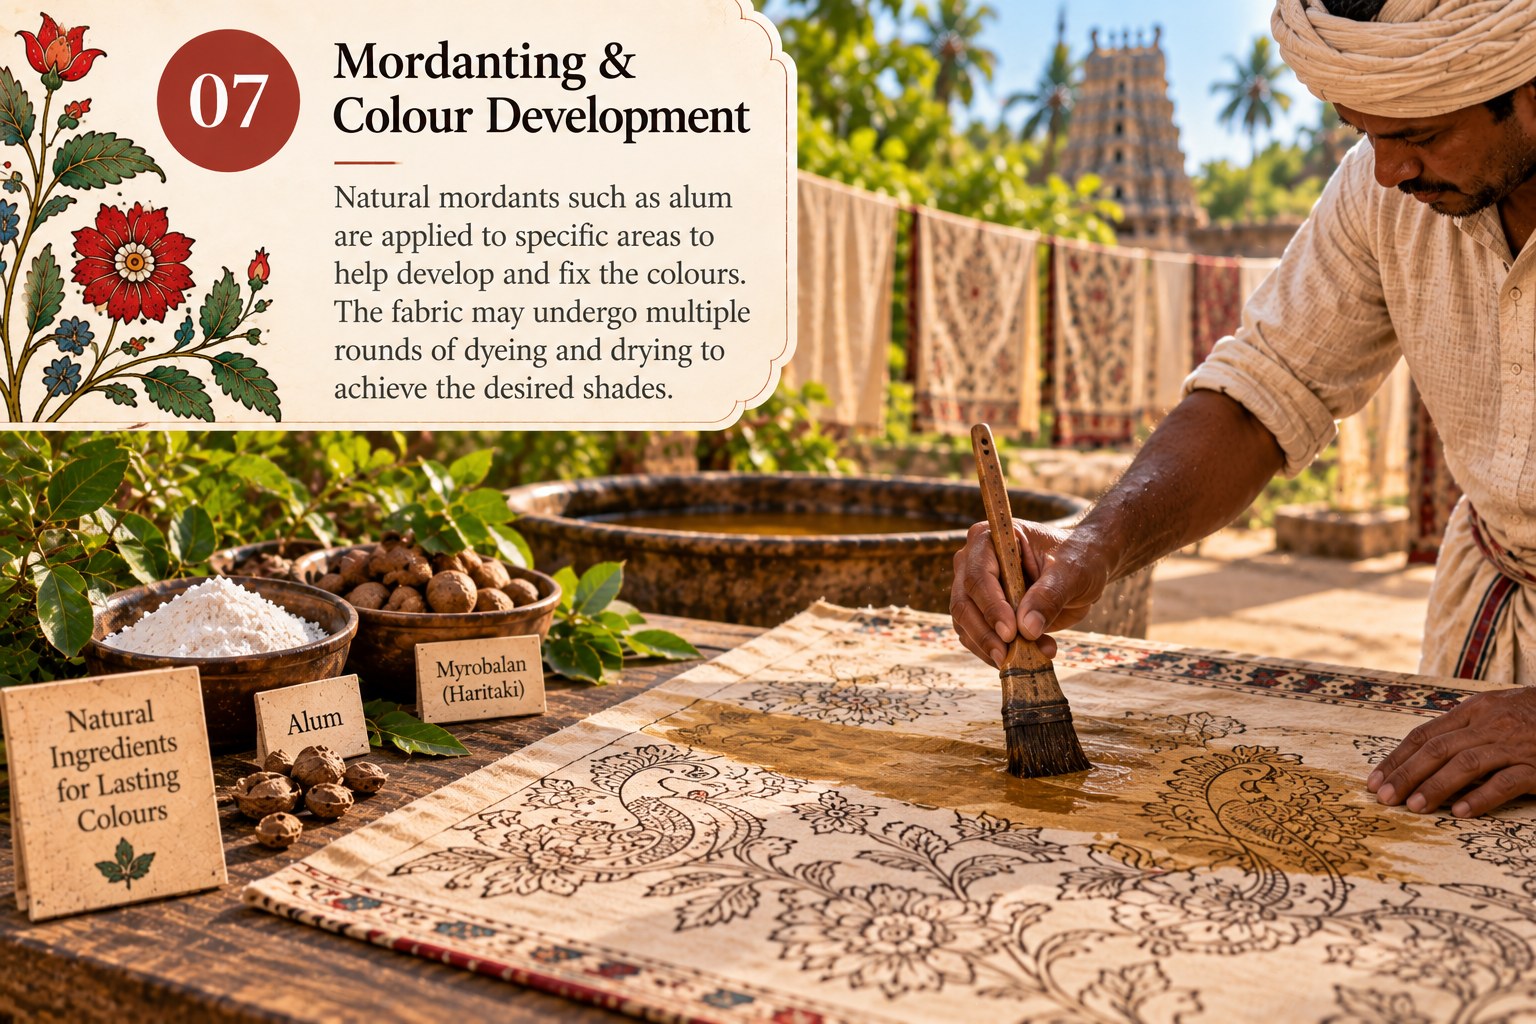 07
Mordanting &
Colour Development
Natural mordants such as alum
are applied to specific areas to
help develop and fix the colours.
The fabric may undergo multiple
rounds of dyeing and drying to
achieve the desired shades.
Myrobalan
(Haritaki)
Alum
Natural
Ingredients
for Lasting
Colours